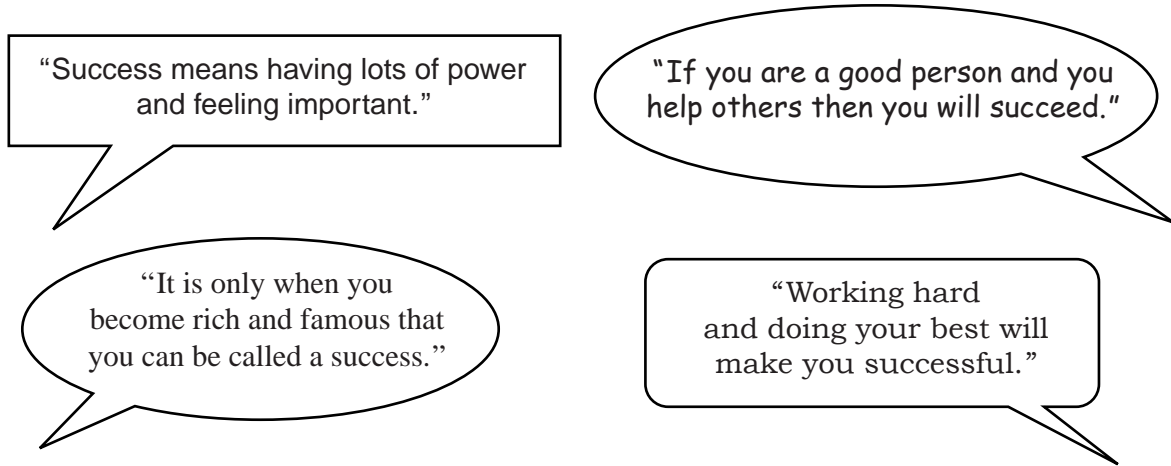 “Success means having lots of power
and feeling important.”
“If you are a good person and you
help others then you will succeed.”
“It is only when you
become rich and famous that
you can be called a success.”
“Working hard
and doing your best will
make you successful.”